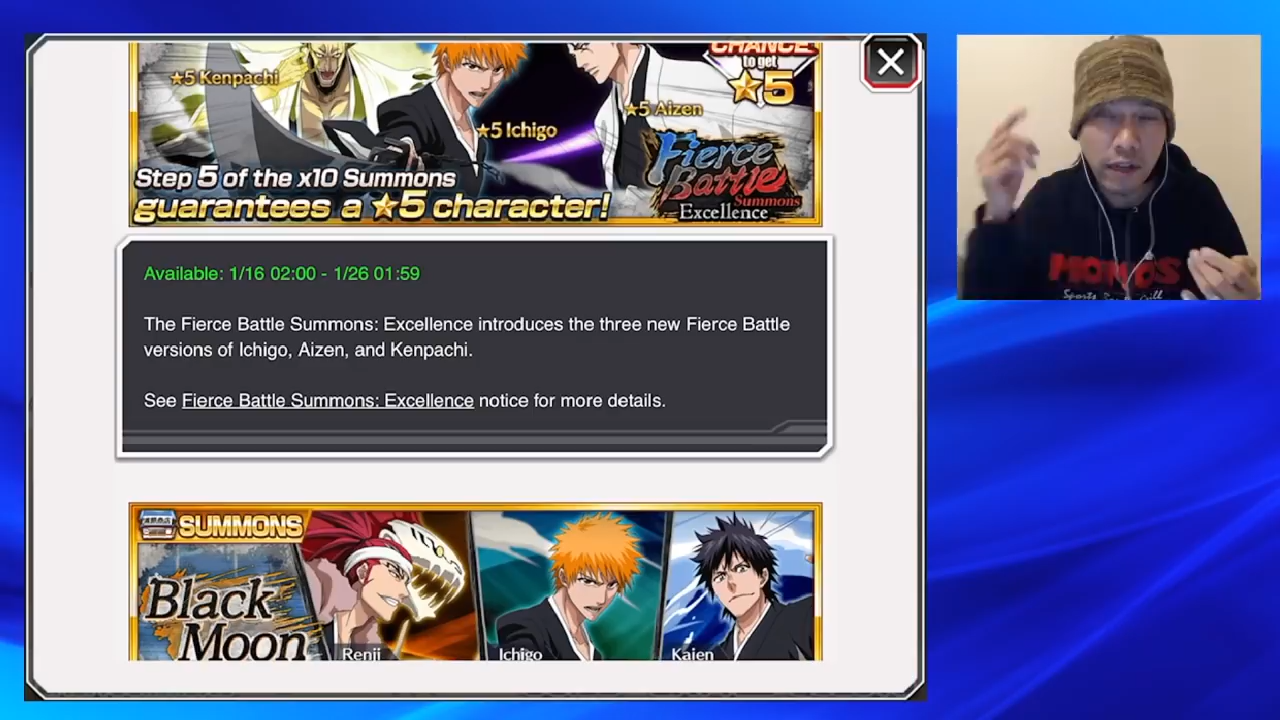 CHANCE
to get
★5
★5 Kenpachi
★5 Aizen
★5 Ichigo
Fierce
Battle
Summons
Excellence
Step 5 of the x10 Summons
guarantees a ★5 character!
Available: 1/16 02:00 - 1/26 01:59
The Fierce Battle Summons: Excellence introduces the three new Fierce Battle
versions of Ichigo, Aizen, and Kenpachi.
See Fierce Battle Summons: Excellence notice for more details.
SUMMONS
Black
Moon
Renji
Ichigo
Kaien